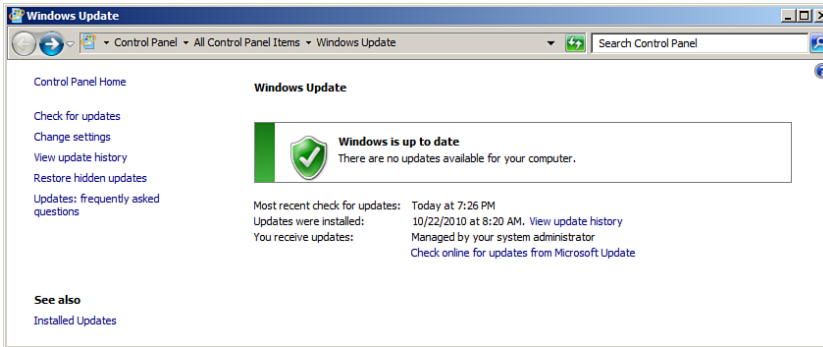 Windows Update
Control Panel
All Control Panel Items
Windows Update
Search Control Panel
Control Panel Home
Check for updates
Change settings
View update history
Restore hidden updates
Updates: frequently asked
questions
See also
Installed Updates
Windows Update
Windows is up to date
There are no updates available for your computer.
Most recent check for updates: Today at 7:26 PM
Updates were installed: 10/22/2010 at 8:20 AM. View update history
You receive updates: Managed by your system administrator
Check online for updates from Microsoft Update